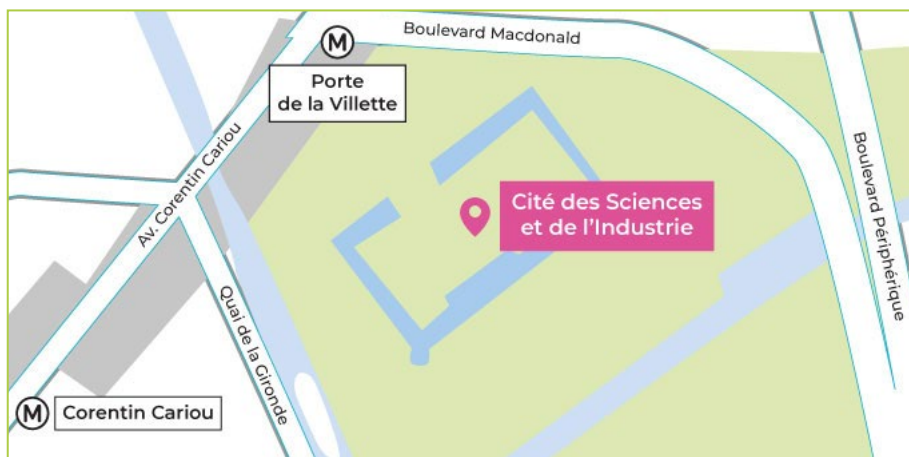 Boulevard Macdonald
M
Porte
de la Villette
Av. Corentin Cariou
Cité des Sciences
et de l'Industrie
Boulevard Périphérique
Quai de la Gironde
M
Corentin Cariou